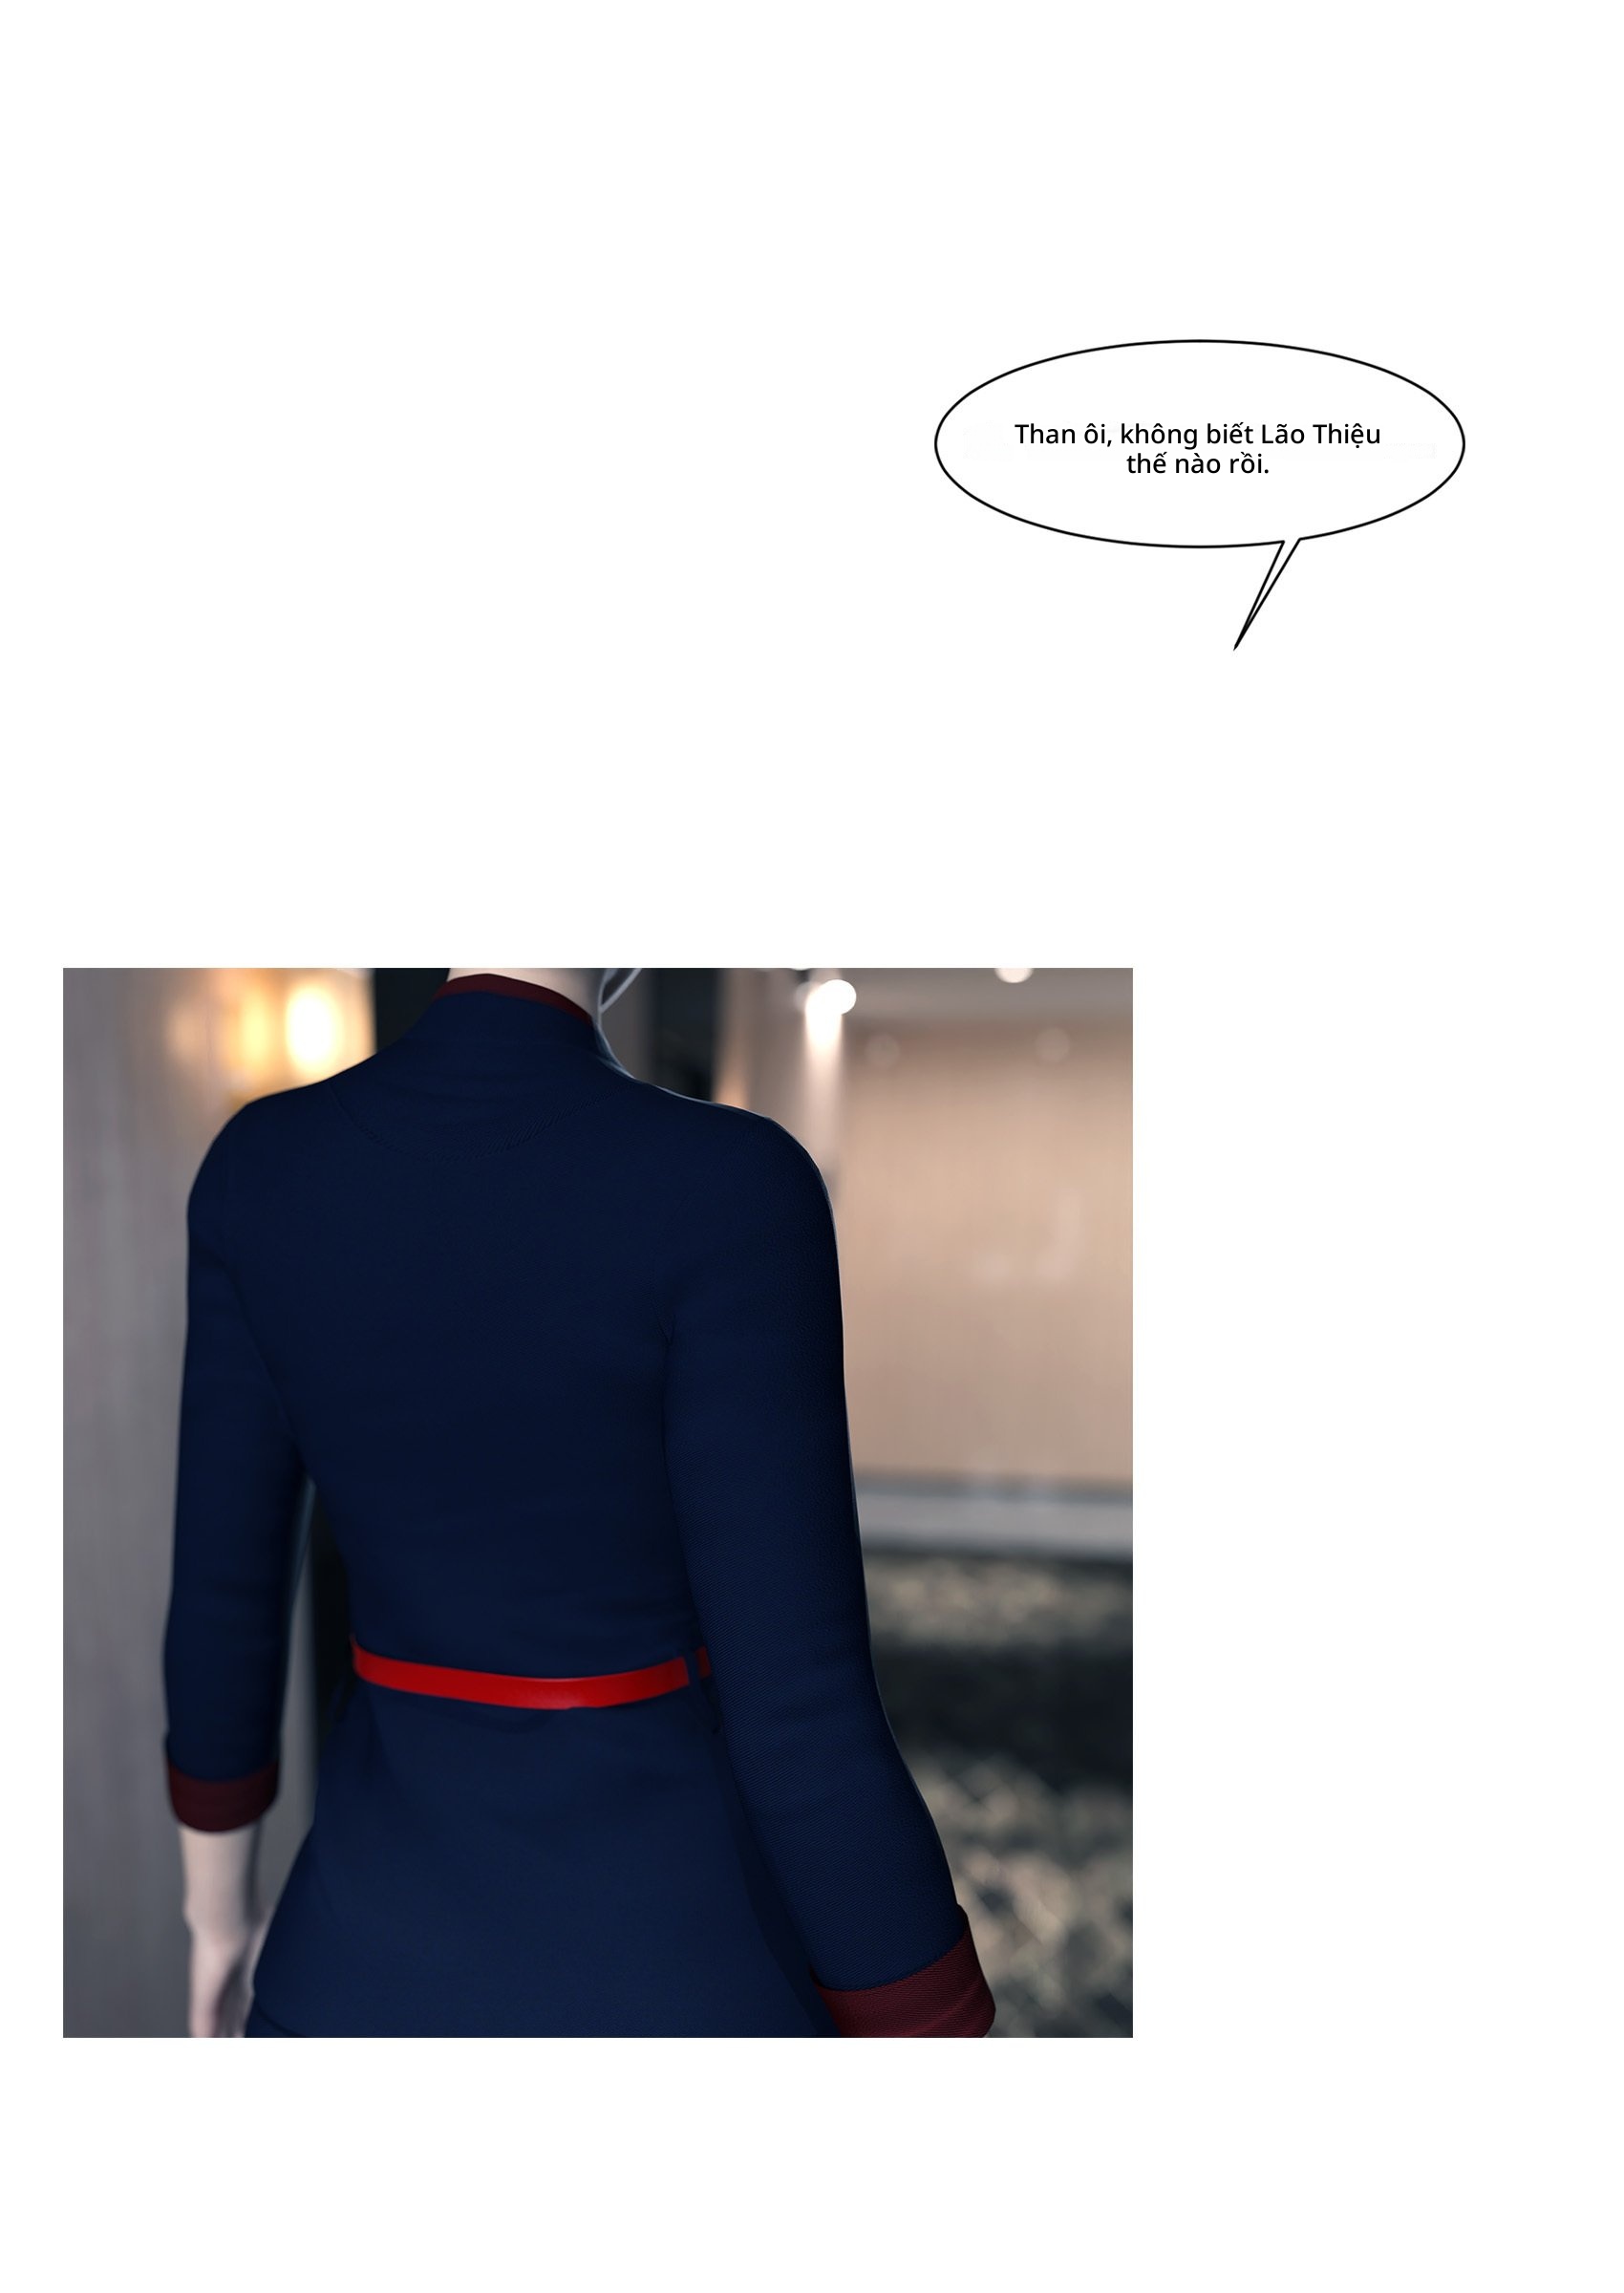 Than ôi, không biết Lão Thiệu
thế nào rồi.